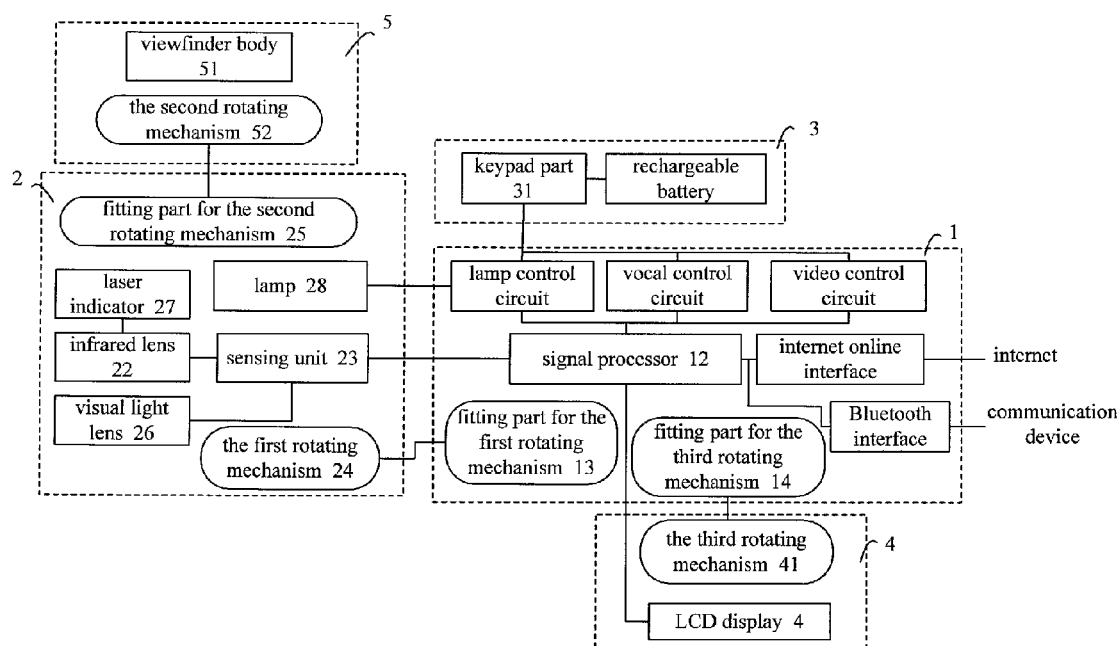 5
viewfinder body
51
the second rotating
mechanism 52
3
keypad part
31
rechargeable
battery
2
fitting part for the second
rotating mechanism 25
1
laser
indicator 27
lamp 28
lamp control
circuit
vocal control
circuit
video control
circuit
infrared lens
22
sensing unit 23
signal processor 12
internet online
interface
internet
visual light
lens 26
the first rotating
mechanism 24
fitting part for the
first rotating
mechanism 13
fitting part for the
third rotating
mechanism 14
Bluetooth
interface
communication
device
the third rotating
mechanism 41
4
LCD display 4